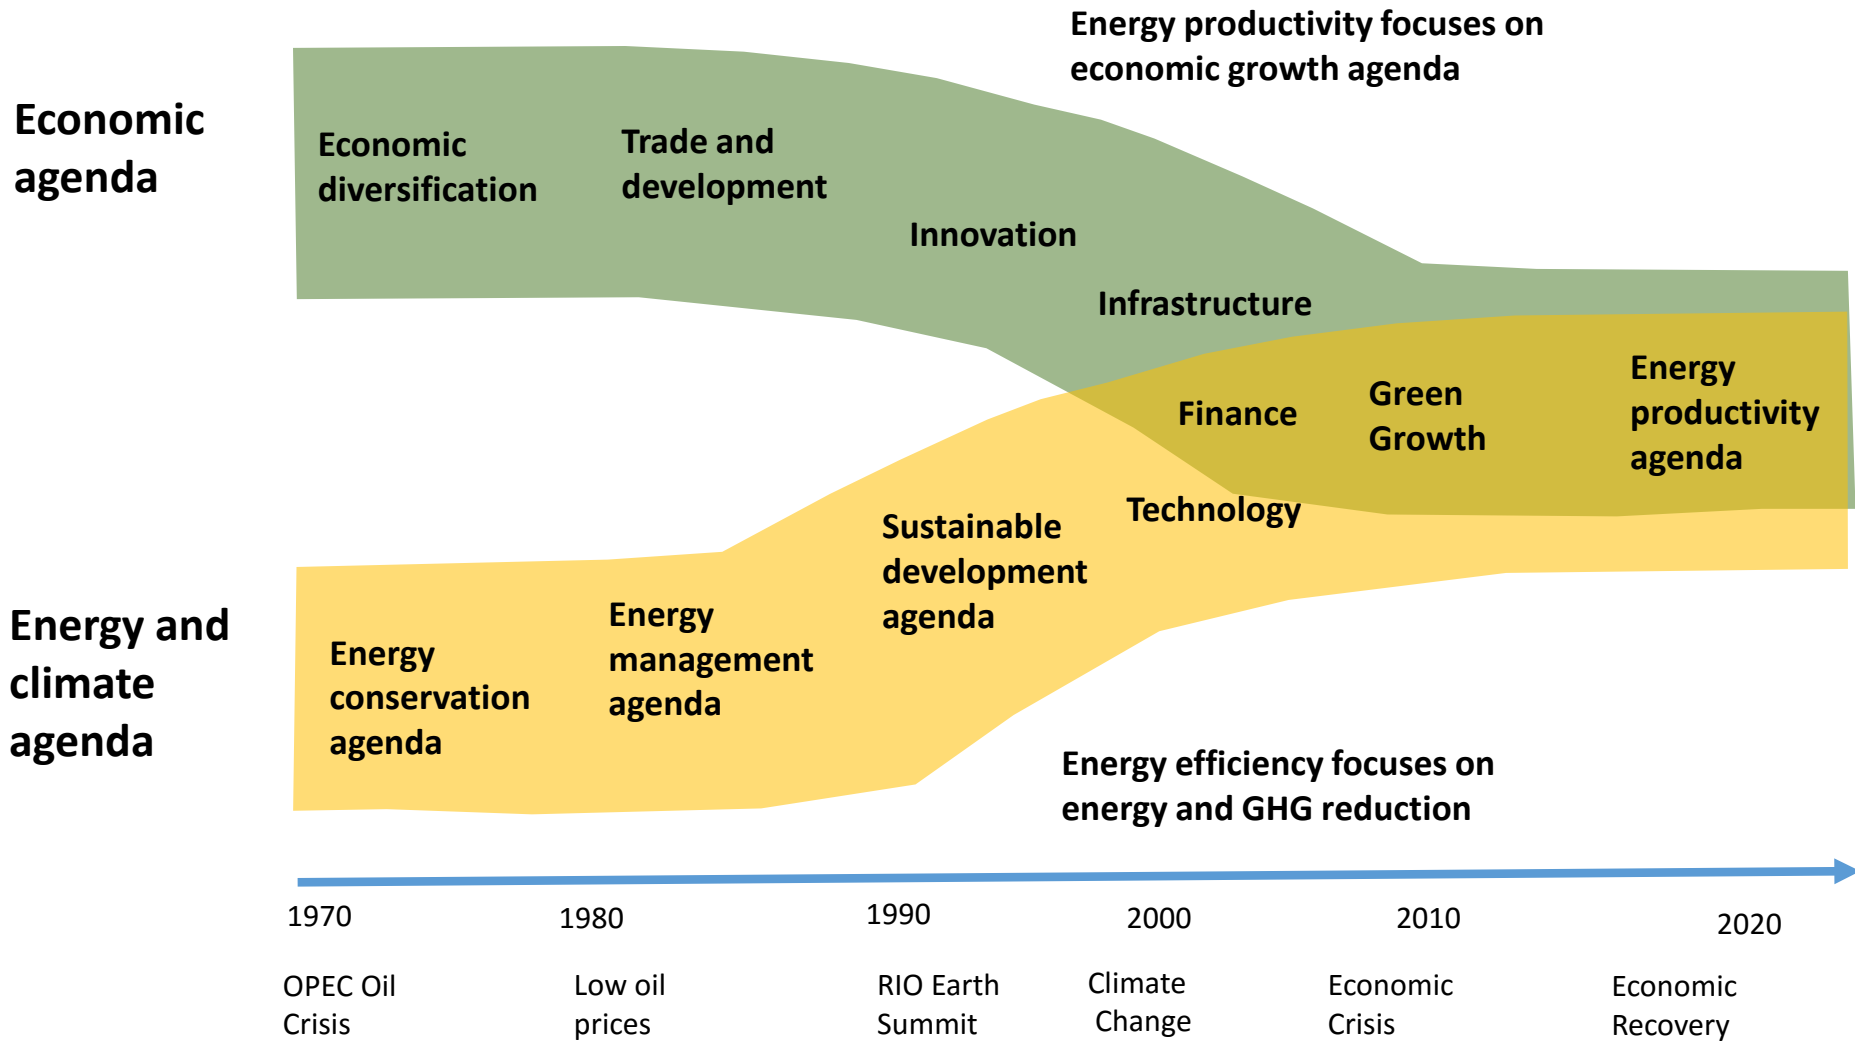 Energy productivity focuses on
economic growth agenda
Economic
agenda
Economic
diversification
Trade and
development
Innovation
Infrastructure
Finance
Green
Growth
Energy
productivity
agenda
Technology
Sustainable
development
agenda
Energy and
climate
agenda
Energy
conservation
agenda
Energy
management
agenda
Energy efficiency focuses on
energy and GHG reduction
1970
1980
1990
2000
2010
2020
OPEC Oil
Crisis
Low oil
prices
RIO Earth
Summit
Climate
Change
Economic
Crisis
Economic
Recovery